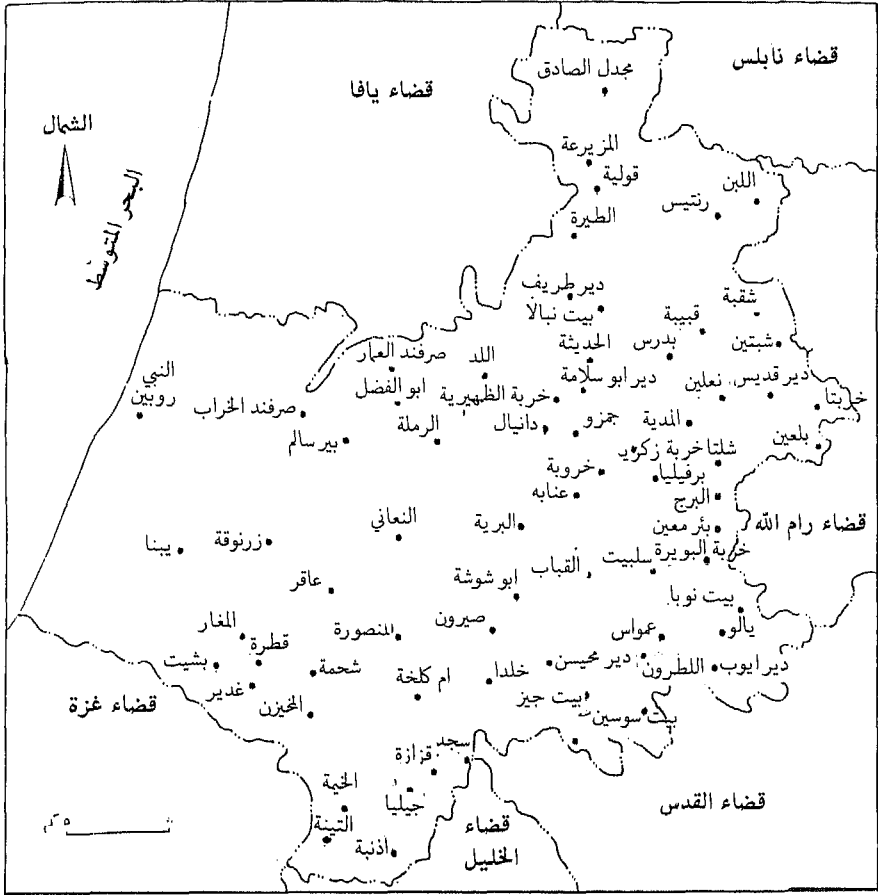 قضاء نابلس
مجدل الصادق
قضاء يافا
الشمال
البحر المتوسط
المزيرعة
قولية
اللبن
رنتيس
الطيرة
دير طريف
بيت نبالا
شقبة
قبيبة
الحديثة
بدرس
شبتين
صرفند العمار
اللد
النبي
روبين
صرفند الخراب
ابو الفضل
خربة الظهيرية
دير ابو سلامة
نعلين
دير قديس
خربتا
بير سالم
الرملة
دانيال
جمزو
المدية
بلعين
شلتا
خربة زكريد
برفيليا
خروبة
عنابه
البرج
النعاني
البرية
بئر معين
قضاء رام الله
يبنا
زرنوقة
خربة البويرة
سلبيت
القباب
عاقر
ابو شوشة
بيت نوبا
المغار
قطرة
المنصورة
صيرون
عمواس
يالو
بشيت
شحمة
ام كلخة
خلدا
دير محيسن
اللطرون
دير ايوب
غدير
المخيزن
بيت جيز
بيت سوسين
قضاء غزة
سجد
قزازة
الخيمة
جيليا
التينة
أذنبة
قضاء
الخليل
قضاء القدس
٥ كم